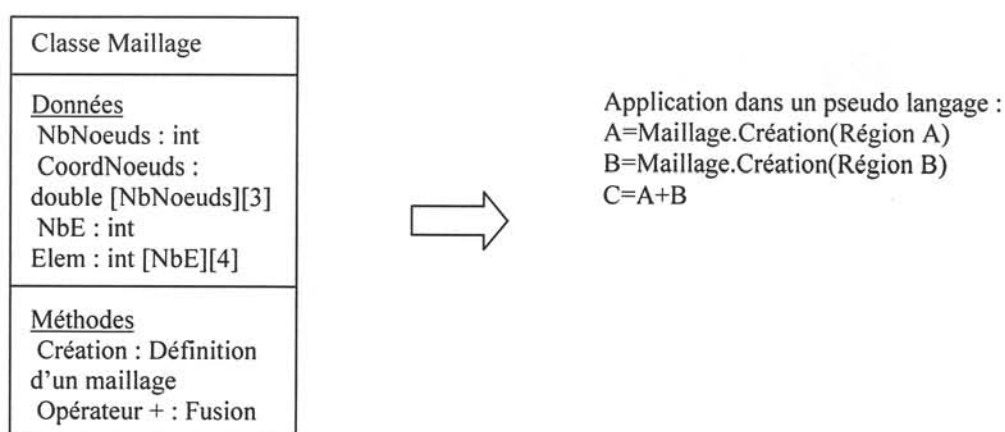 Classe Maillage
Données
NbNoeuds : int
CoordNoeuds :
double [NbNoeuds][3]
NbE : int
Elem : int [NbE][4]
Méthodes
Création : Définition
d'un maillage
Opérateur + : Fusion
Application dans un pseudo langage :
A=Maillage.Création(Région A)
B=Maillage.Création(Région B)
C=A+B